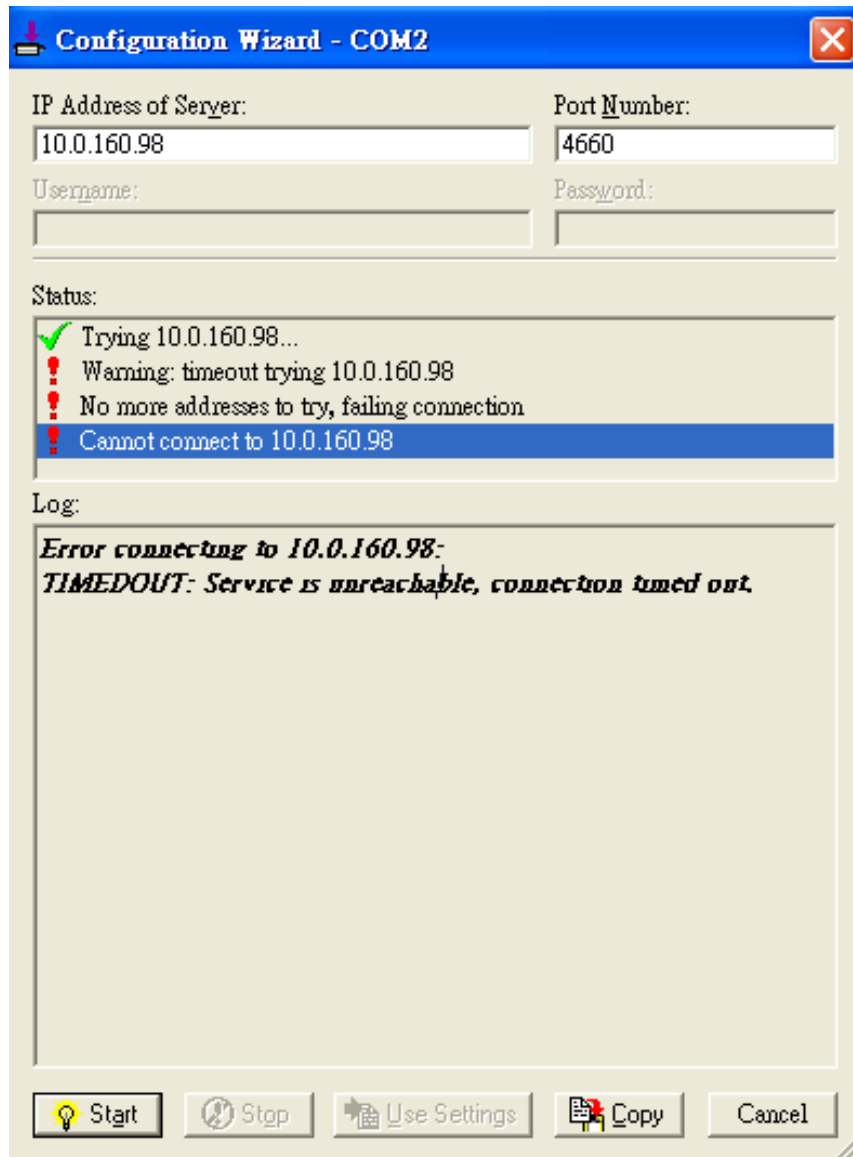 Configuration Wizard - COM2
IP Address of Server: Port Number:
10.0.160.98 4660
Username: Password:
Status:
Trying 10.0.160.98...
Warning: timeout trying 10.0.160.98
No more addresses to try, failing connection
Cannot connect to 10.0.160.98
Log:
Error connecting to 10.0.160.98:
TIMEDOUT: Service is unreachable, connection timed out.
Start Stop Use Settings Copy Cancel